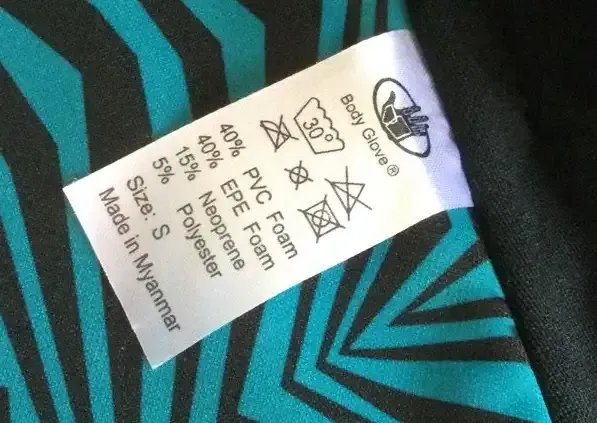 Body Glove®
30°
40% PVC Foam
40% EPE Foam
15% Neoprene
5% Polyester
Size: S
Made in Myanmar